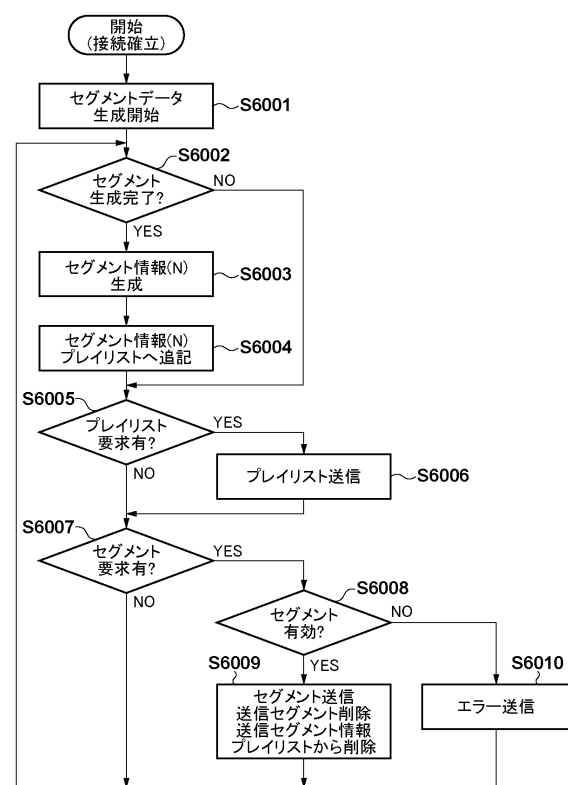 開始
(接続確立)
セグメントデータ
生成開始
S6001
S6002
セグメント
生成完了?
NO
YES
セグメント情報(N)
生成
S6003
セグメント情報(N)
プレイリストへ追記
S6004
S6005
プレイリスト
要求有?
YES
NO
プレイリスト送信
S6006
S6007
セグメント
要求有?
YES
NO
S6008
セグメント
有効?
NO
YES
S6009
セグメント送信
送信セグメント削除
送信セグメント情報
プレイリストから削除
S6010
エラー送信